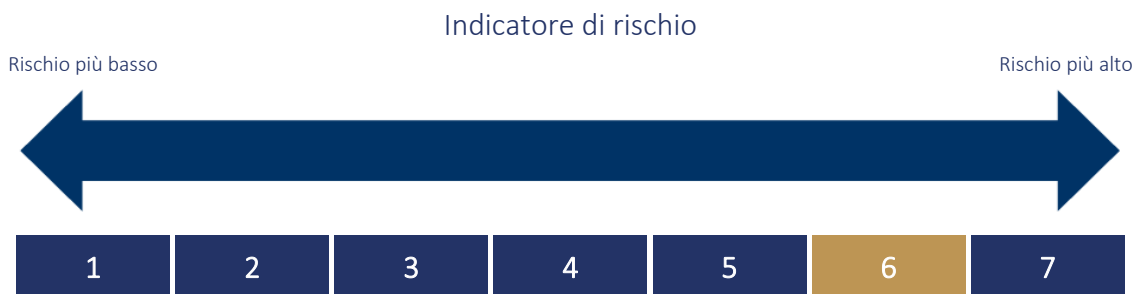 Indicatore di rischio
Rischio più basso
Rischio più alto
1 2 3 4 5 6 7